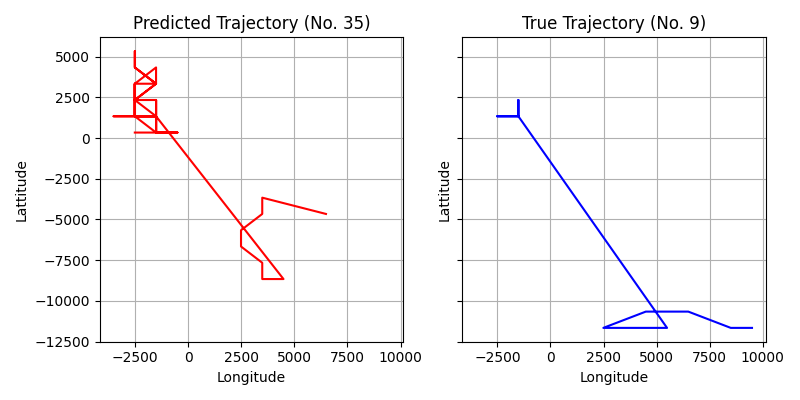 Predicted Trajectory (No. 35)
True Trajectory (No. 9)
5000
2500
0
−2500
−5000
−7500
−10000
−12500
Lattitude
Lattitude
−2500 0 2500 5000 7500 10000
−2500 0 2500 5000 7500 10000
Longitude
Longitude